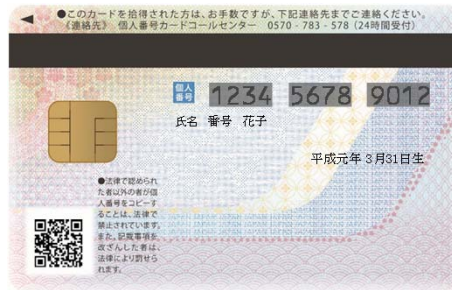 ●このカードを拾得された方は、お手数ですが、下記連絡先までご連絡ください。
《連絡先》 個人番号カードコールセンター 0570-783-578（24時間受付）
個人番号 1234 5678 9012
氏名 番号 花子
平成元年3月31日生
●法律で認められ
た者以外の者が個
人番号をコピーす
ることは、法律で
禁止されています。
また、記載事項を
改ざんした者は、
法律により罰せら
れます。